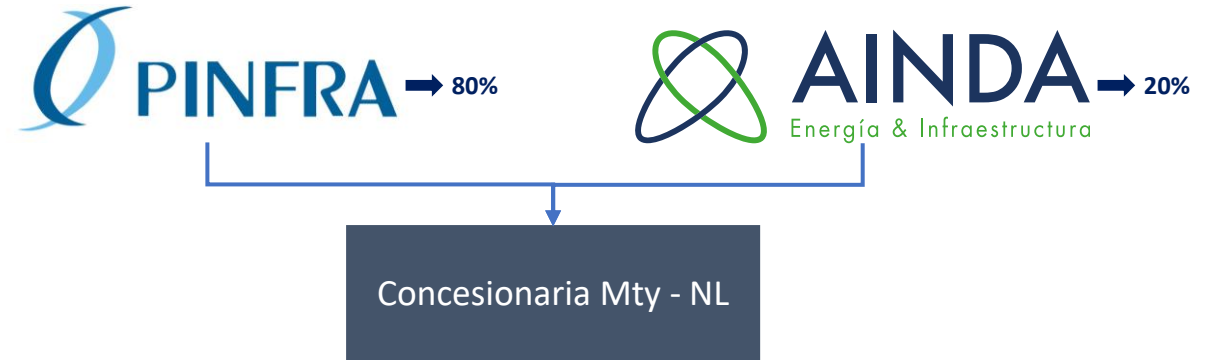 PINFRA 80%
AINDA 20%
Energía & Infraestructura
Concesionaria Mty - NL